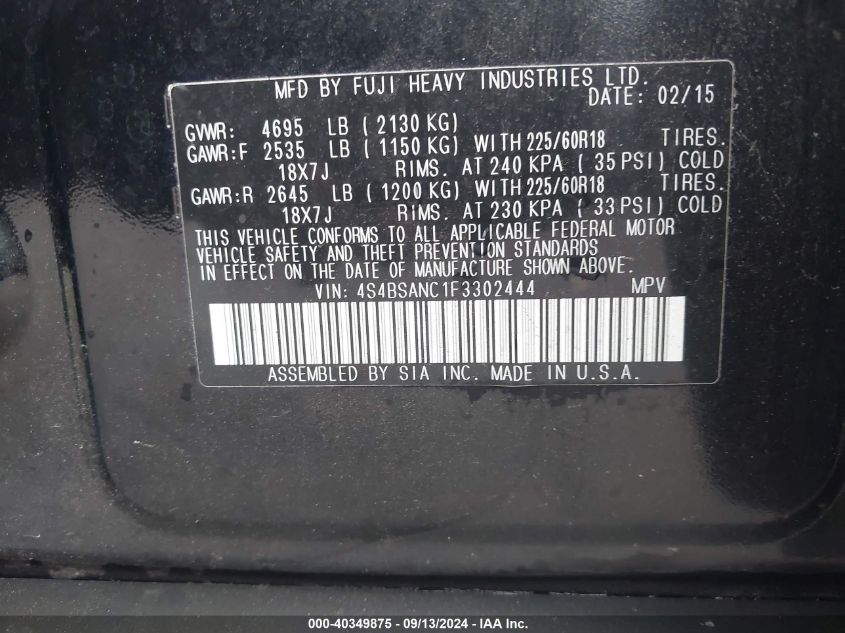 MFD BY FUJI HEAVY INDUSTRIES LTD.
DATE: 02/15
GVWR: 4695 LB ( 2130 KG)
GAWR:F 2535 LB ( 1150 KG) WITH 225/60R18 TIRES.
18X7J RIMS. AT 240 KPA ( 35 PSI) COLD
GAWR:R 2645 LB ( 1200 KG) WITH 225/60R18 TIRES.
18X7J RIMS. AT 230 KPA ( 33 PSI) COLD
THIS VEHICLE CONFORMS TO ALL APPLICABLE FEDERAL MOTOR
VEHICLE SAFETY AND THEFT PREVENTION STANDARDS
IN EFFECT ON THE DATE OF MANUFACTURE SHOWN ABOVE.
VIN: 4S4BSANC1F3302444 MPV
ASSEMBLED BY SIA INC. MADE IN U.S.A.
000-40349875 - 09/13/2024 - IAA Inc.